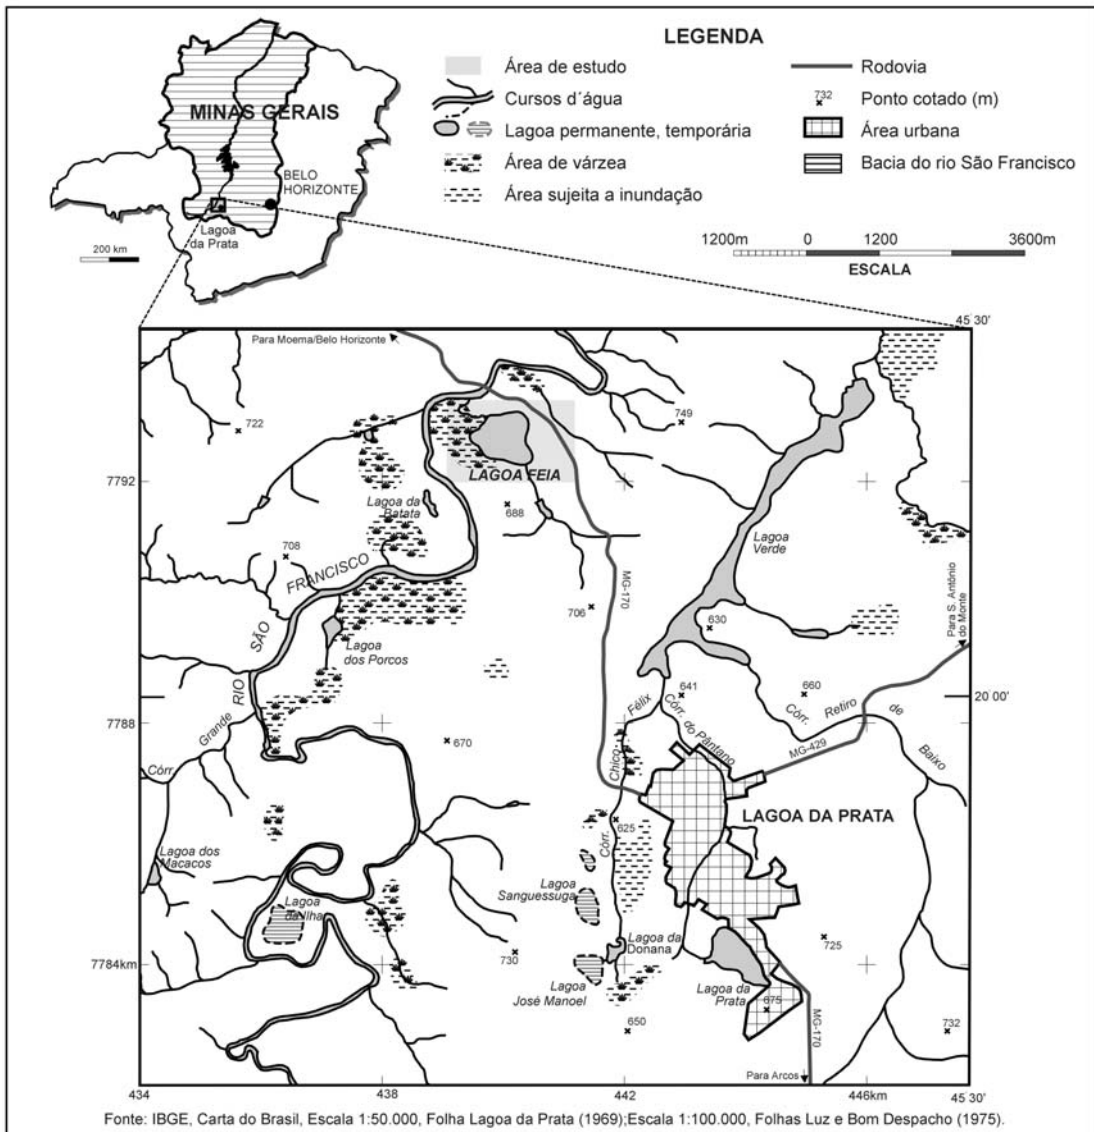 LEGENDA
Área de estudo
Cursos d´água
Lagoa permanente, temporária
Área de várzea
Área sujeita a inundação
Rodovia
732
Ponto cotado (m)
Área urbana
Bacia do rio São Francisco
1200m 0 1200 3600m
ESCALA
MINAS GERAIS
BELO
HORIZONTE
Lagoa
da Prata
200 km
45 30'
Para Moema/Belo Horizonte
722
749
7792
LAGOA FEIA
Lagoa da
Batata
688
Lagoa
Verde
708
RIO SÃO FRANCISCO
706
MG-170
Para S. Antônio
do Monte
630
Lagoa
dos Porcos
641
660
20 00'
Félix
Chico
Córr.
Córr. do Pântano
Córr. Retiro de Baixo
7788
Córr. Grande
670
MG-429
LAGOA DA PRATA
625
Lagoa dos
Macacos
Lagoa
Sanguessuga
Lagoa
da Ilha
Lagoa da
Donana
725
730
7784km
Lagoa
José Manoel
Lagoa da
Prata
675
650
732
MG-170
Para Arcos
434 438 442 446km 45 30'
Fonte: IBGE, Carta do Brasil, Escala 1:50.000, Folha Lagoa da Prata (1969);Escala 1:100.000, Folhas Luz e Bom Despacho (1975).